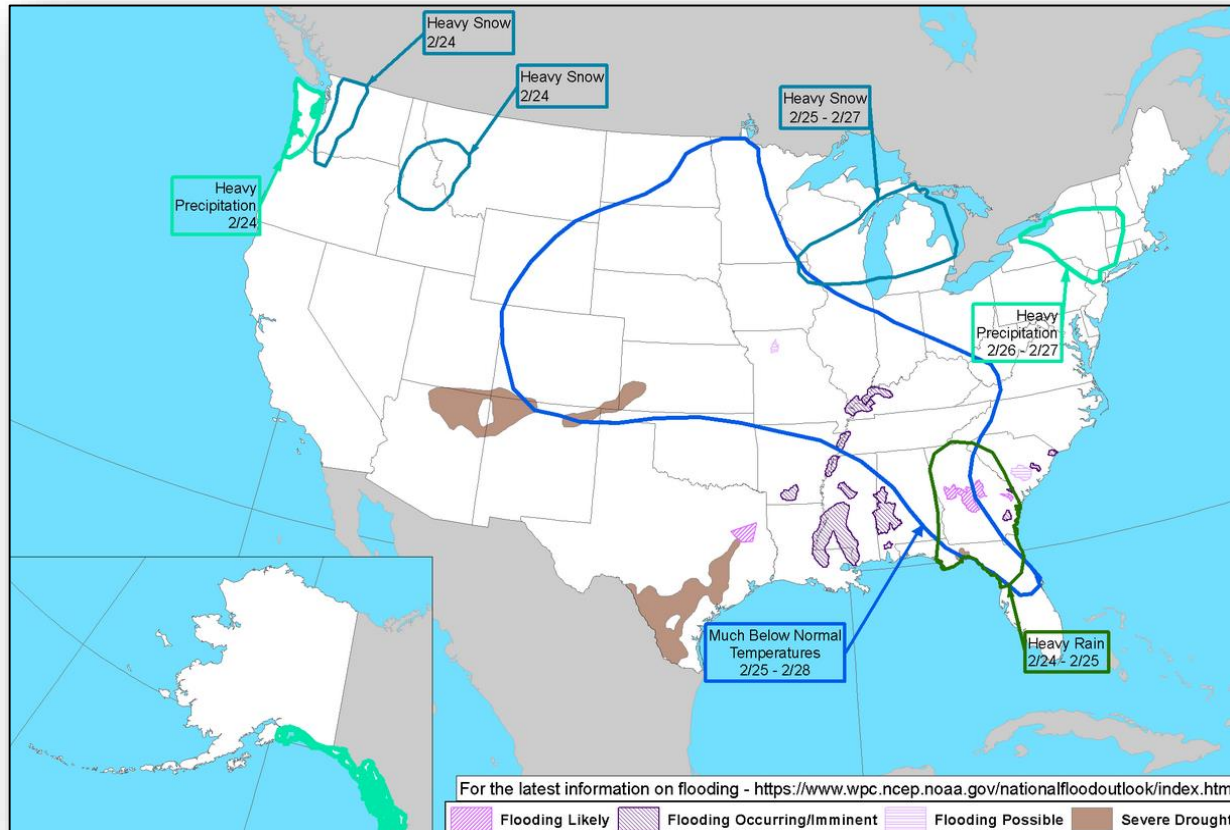 Heavy Snow
2/24
Heavy Snow
2/24
Heavy Snow
2/25 - 2/27
Heavy
Precipitation
2/24
Heavy
Precipitation
2/26 - 2/27
Much Below Normal
Temperatures
2/25 - 2/28
Heavy Rain
2/24 - 2/25
For the latest information on flooding - https://www.wpc.ncep.noaa.gov/nationalfloodoutlook/index.htm
Flooding Likely
Flooding Occurring/Imminent
Flooding Possible
Severe Drought